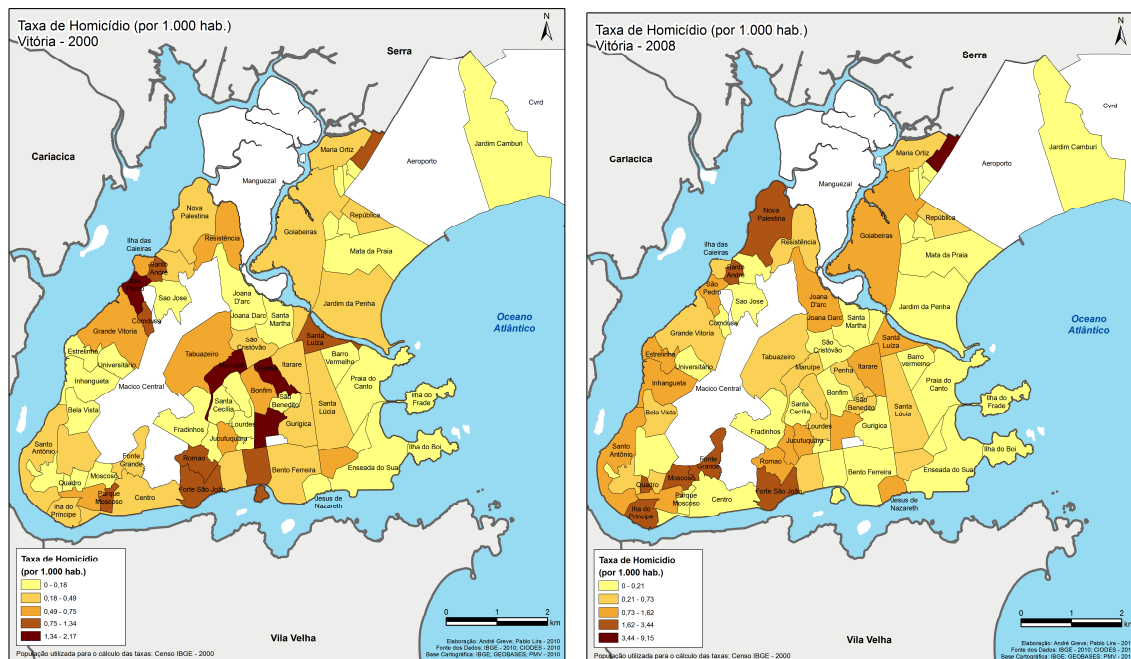 Taxa de Homicídio (por 1.000 hab.)
Vitória - 2000
N
Serra
Cariacica
Cvrd
Jardim Camburi
Aeroporto
Maria Ortiz
Manguezal
Nova
Palestina
República
Goiabeiras
Resistência
Ilha das
Caieiras
Santo
André
Mata da Praia
São
Pedro
Sao Jose
Comdusa
Joana
D'arc
Joana Darc
Santa
Martha
Jardim da Penha
Oceano
Atlântico
Grande Vitoria
Santa
Luíza
São
Cristóvão
Estrelinha
Universitário
Tabuazeiro
Itarare
Barro
Vermelho
Inhangueta
Macico Central
Bonfim
Praia do
Canto
Santa
Cecília
São
Benedito
Santa
Lúcia
Ilha do
Frade
Bela Vista
Fradinhos
Lourdes
Gurigica
Jucutuquara
Ilha do Boi
Santo
Antônio
Fonte
Grande
Romao
Bento Ferreira
Enseada do Sua
Quadro
Moscoso
Parque
Moscoso
Centro
Forte São João
Ilha do
Principe
Jesus de
Nazareth
Taxa de Homicídio
(por 1.000 hab.)
0 - 0,18
0,18 - 0,49
0,49 - 0,75
0,75 - 1,34
1,34 - 2,17
0 1 2
km
Vila Velha
Elaboração: André Greve; Pablo Lira - 2010
Fonte dos Dados: IBGE - 2010; CIODES - 2010
Base Cartográfica: IBGE; GEOBASES; PMV - 2010
População utilizada para o cálculo das taxas: Censo IBGE - 2000
Taxa de Homicídio (por 1.000 hab.)
Vitória - 2008
N
Serra
Cariacica
Cvrd
Jardim Camburi
Aeroporto
Maria Ortiz
Manguezal
Nova
Palestina
República
Goiabeiras
Resistência
Ilha das
Caieiras
Santo
André
Mata da Praia
São
Pedro
Sao Jose
Comdusa
Joana
D'arc
Joana Darc
Santa
Martha
Jardim da Penha
Oceano
Atlântico
Grande Vitoria
Santa
Luíza
São
Cristóvão
Estrelinha
Universitário
Tabuazeiro
Maruipe
Penha
Itarare
Barro
Vermelho
Inhangueta
Macico Central
Bonfim
Praia do
Canto
Santa
Cecília
São
Benedito
Santa
Lúcia
Ilha do
Frade
Bela Vista
Fradinhos
Lourdes
Gurigica
Jucutuquara
Ilha do Boi
Santo
Antônio
Fonte
Grande
Romao
Bento Ferreira
Enseada do Sua
Quadro
Moscoso
Parque
Moscoso
Centro
Forte São João
Ilha do
Principe
Jesus de
Nazareth
Taxa de Homicídio
(por 1.000 hab.)
0 - 0,21
0,21 - 0,73
0,73 - 1,62
1,62 - 3,44
3,44 - 9,15
0 1 2
km
Vila Velha
Elaboração: André Greve; Pablo Lira - 2010
Fonte dos Dados: IBGE - 2010; CIODES - 2010
Base Cartográfica: IBGE; GEOBASES; PMV - 2010
População utilizada para o cálculo das taxas: Censo IBGE - 2000